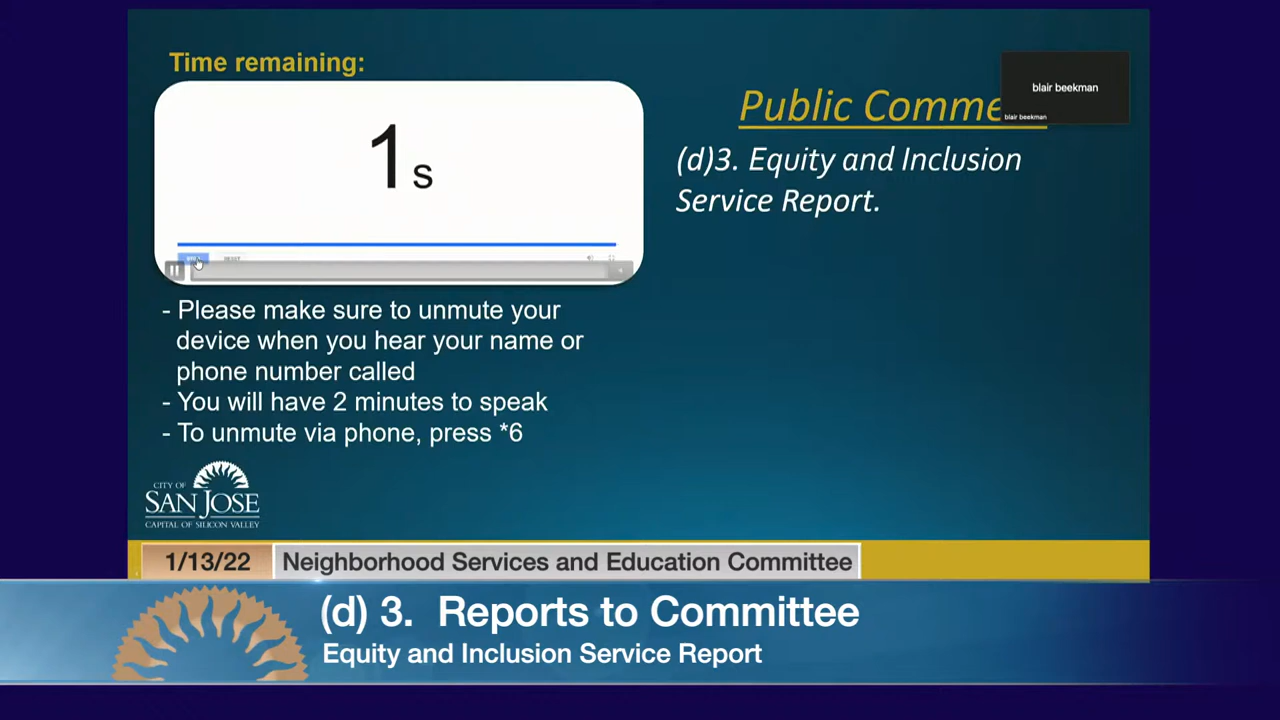 Time remaining:
1 s
Public Comme
blair beekman
blair beekman
(d)3. Equity and Inclusion
Service Report.
- Please make sure to unmute your
device when you hear your name or
phone number called
- You will have 2 minutes to speak
- To unmute via phone, press *6
CITY OF
SAN JOSE
CAPITAL OF SILICON VALLEY
1/13/22
Neighborhood Services and Education Committee
(d) 3. Reports to Committee
Equity and Inclusion Service Report